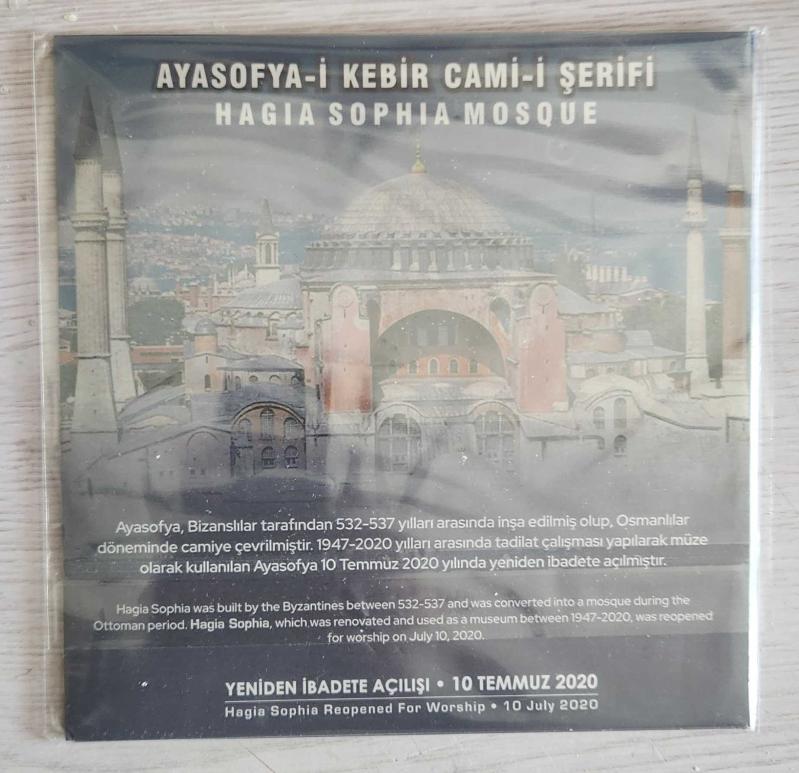 AYASOFYA-İ KEBİR CAMİ-İ ŞERİFİ
HAGIA SOPHIA MOSQUE
Ayasofya, Bizanslılar tarafından 532-537 yılları arasında inşa edilmiş olup, Osmanlılar
döneminde camiye çevrilmiştir. 1947-2020 yılları arasında tadilat çalışması yapılarak müze
olarak kullanılan Ayasofya 10 Temmuz 2020 yılında yeniden ibadete açılmıştır.
Hagia Sophia was built by the Byzantines between 532-537 and was converted into a mosque during the
Ottoman period. Hagia Sophia, which was renovated and used as a museum between 1947-2020, was reopened
for worship on July 10, 2020.
YENİDEN İBADETE AÇILIŞI • 10 TEMMUZ 2020
Hagia Sophia Reopened For Worship • 10 July 2020